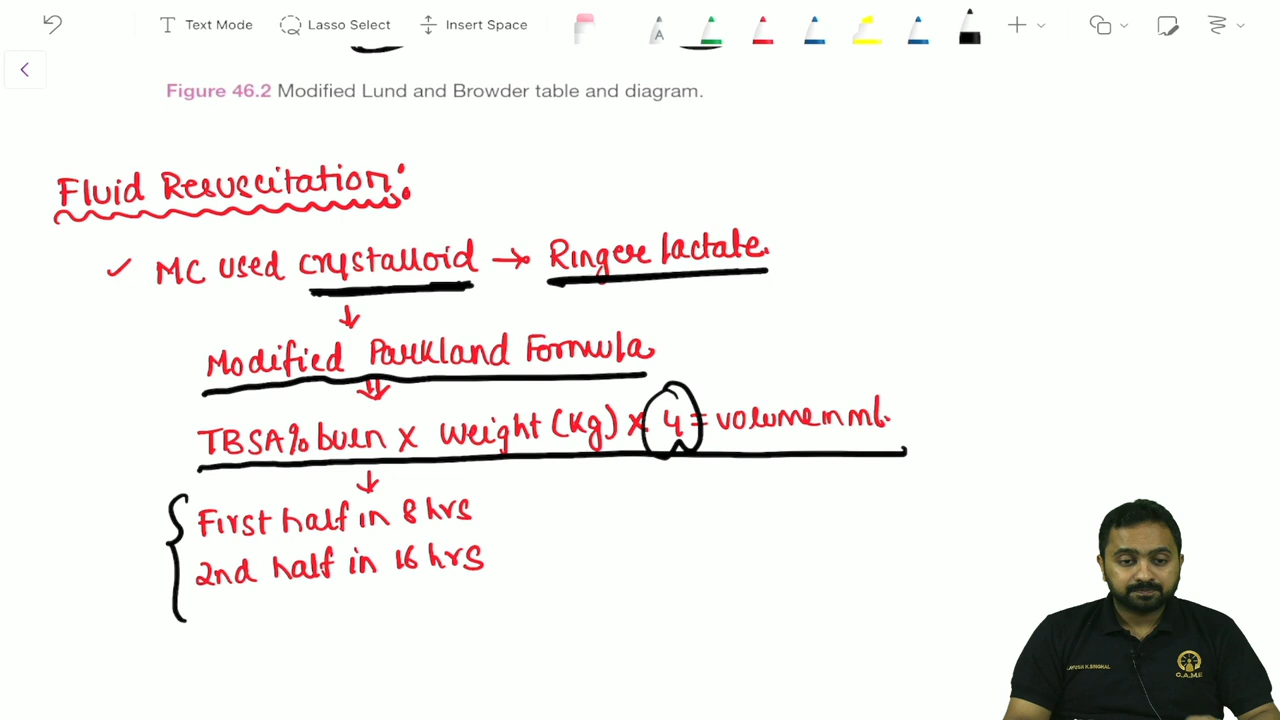 Text Mode Lasso Select Insert Space
Figure 46.2 Modified Lund and Browder table and diagram.
Fluid Resuscitation:
✓ MC used crystalloid → Ringer lactate.
↓
Modified Parkland Formula
⇓
TBSA% burn x weight (Kg) x 4 = volume in ml.
↓
First half in 8 hrs
2nd half in 16 hrs
K.SINGHAL
C.A.M.E